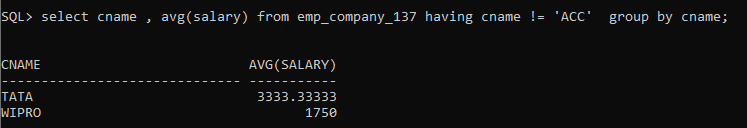 SQL> select cname , avg(salary) from emp_company_137 having cname != 'ACC'  group by cname;
CNAME                          AVG(SALARY)
------------------------------ -----------
TATA                            3333.33333
WIPRO                                 1750